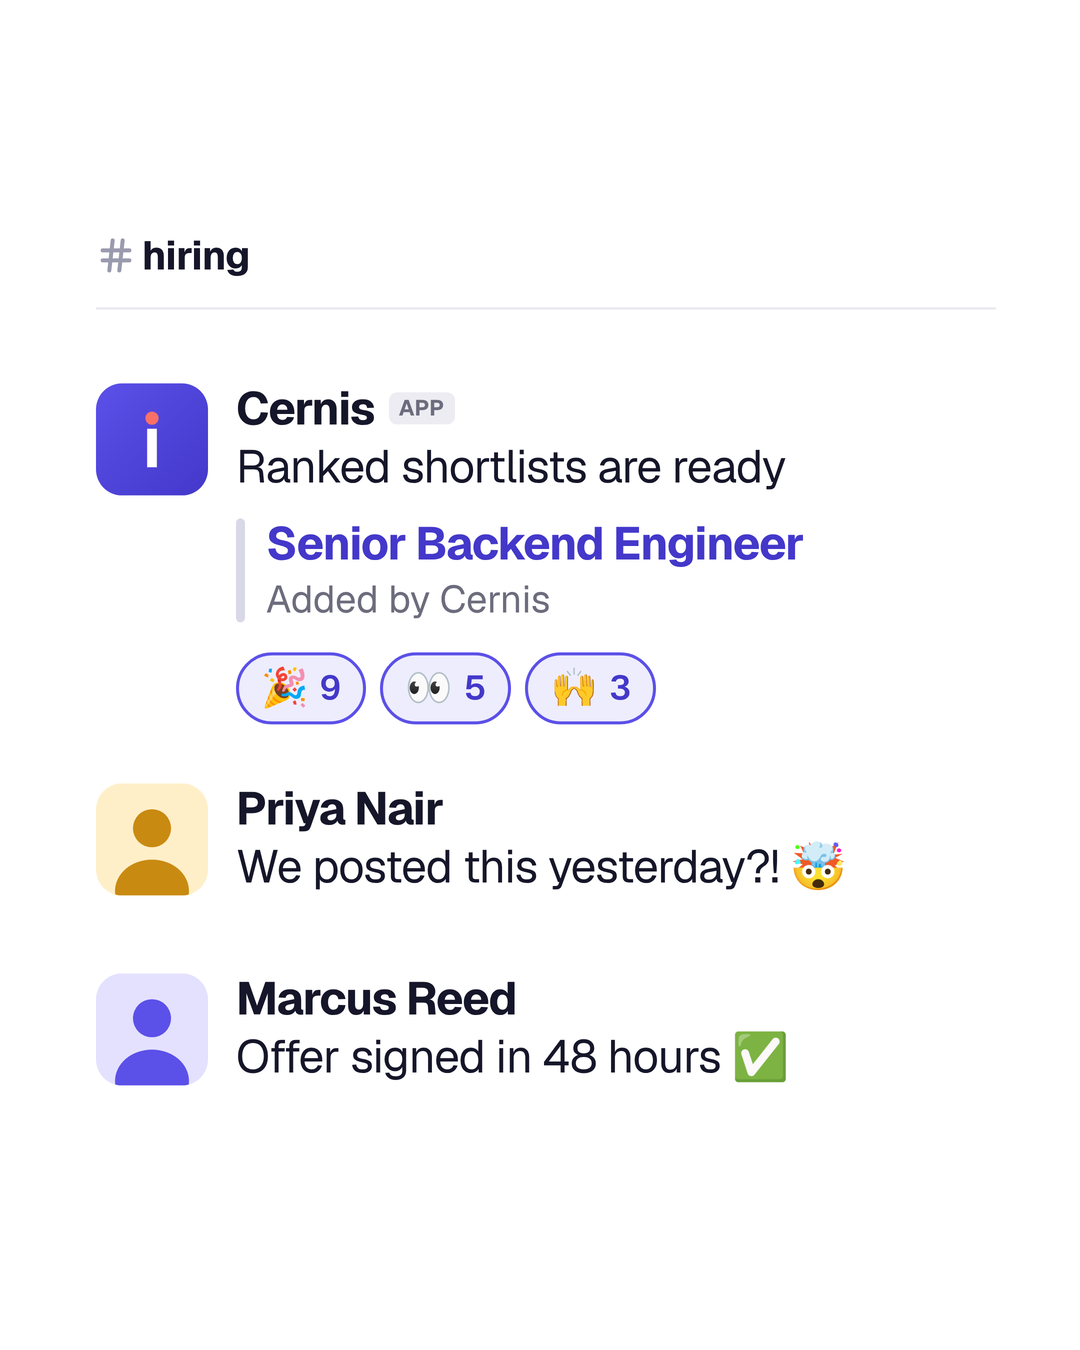 # hiring
Cernis APP
Ranked shortlists are ready
Senior Backend Engineer
Added by Cernis
🎉 9 👀 5 🙌 3
Priya Nair
We posted this yesterday?! 🤯
Marcus Reed
Offer signed in 48 hours ✅